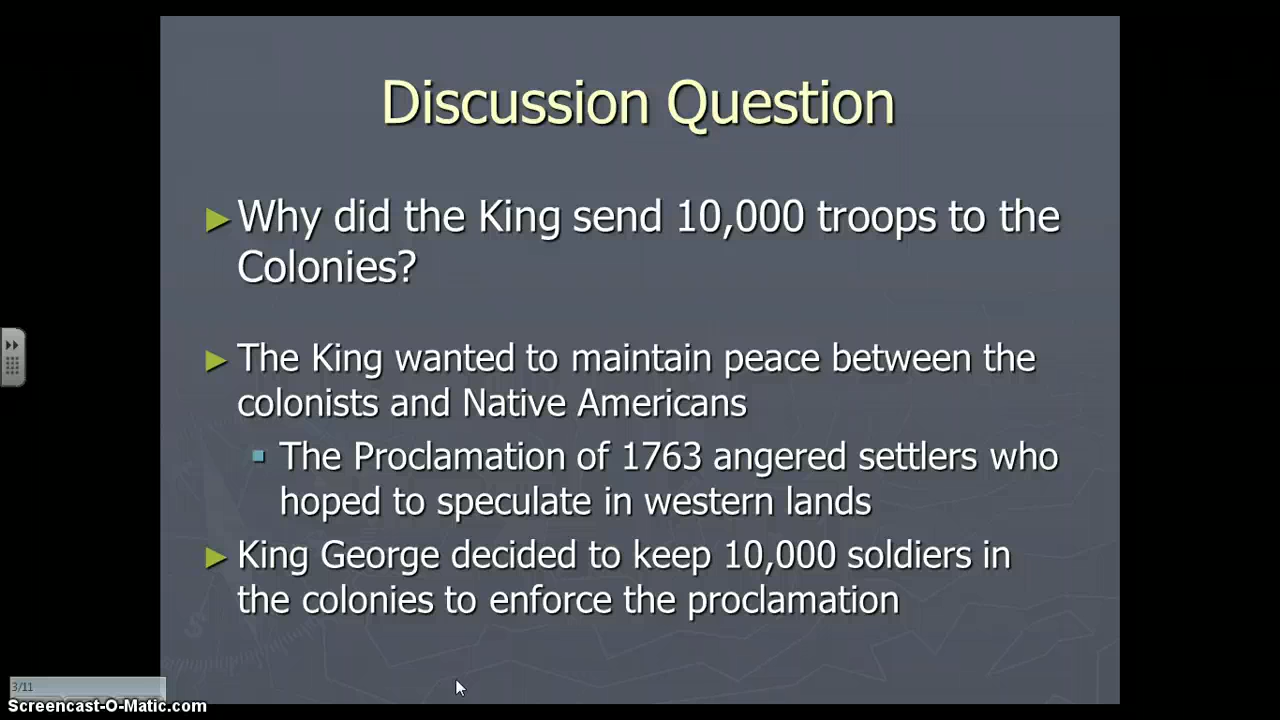 Discussion Question
Why did the King send 10,000 troops to the
Colonies?
The King wanted to maintain peace between the
colonists and Native Americans
The Proclamation of 1763 angered settlers who
hoped to speculate in western lands
King George decided to keep 10,000 soldiers in
the colonies to enforce the proclamation
3/11
Screencast-O-Matic.com